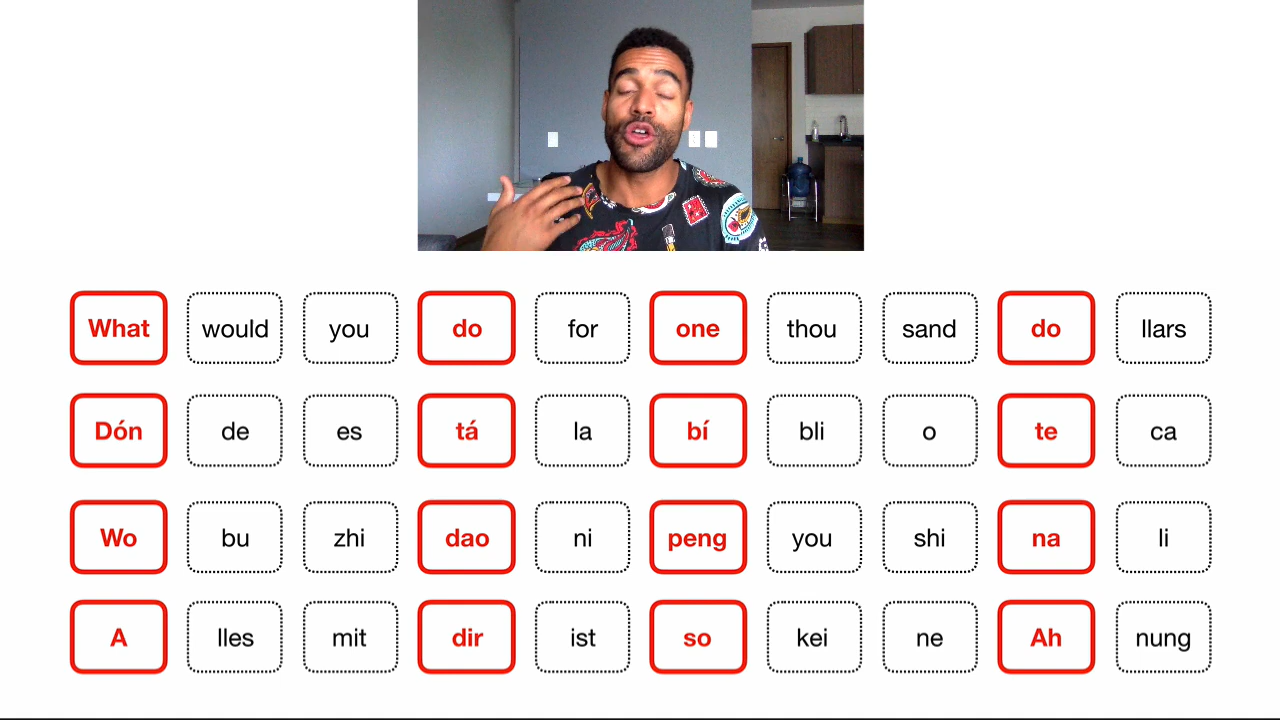 What would you do for one thou sand do llars
Dón de es tá la bí bli o te ca
Wo bu zhi dao ni peng you shi na li
A lles mit dir ist so kei ne Ah nung